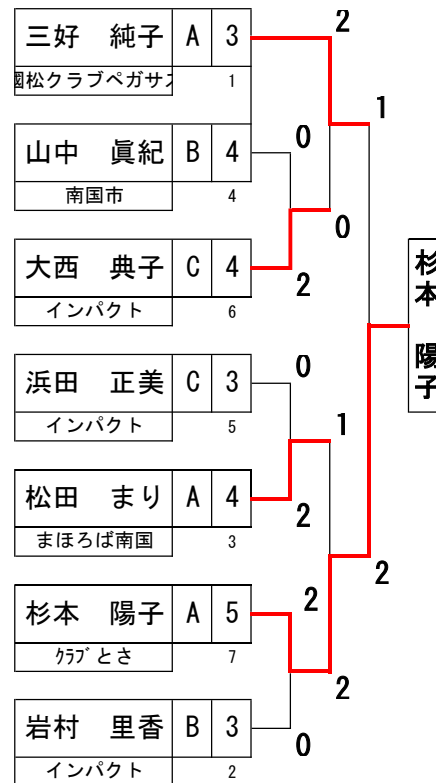 三好 純子 A 3
國松クラブペガサス 1
山中 眞紀 B 4
南国市 4
大西 典子 C 4
インパクト 6
浜田 正美 C 3
インパクト 5
松田 まり A 4
まほろば南国 3
杉本 陽子 A 5
クラブとさ 7
岩村 里香 B 3
インパクト 2
2
0
2
0
1
0
2
1
2
0
2
2
杉本 陽子